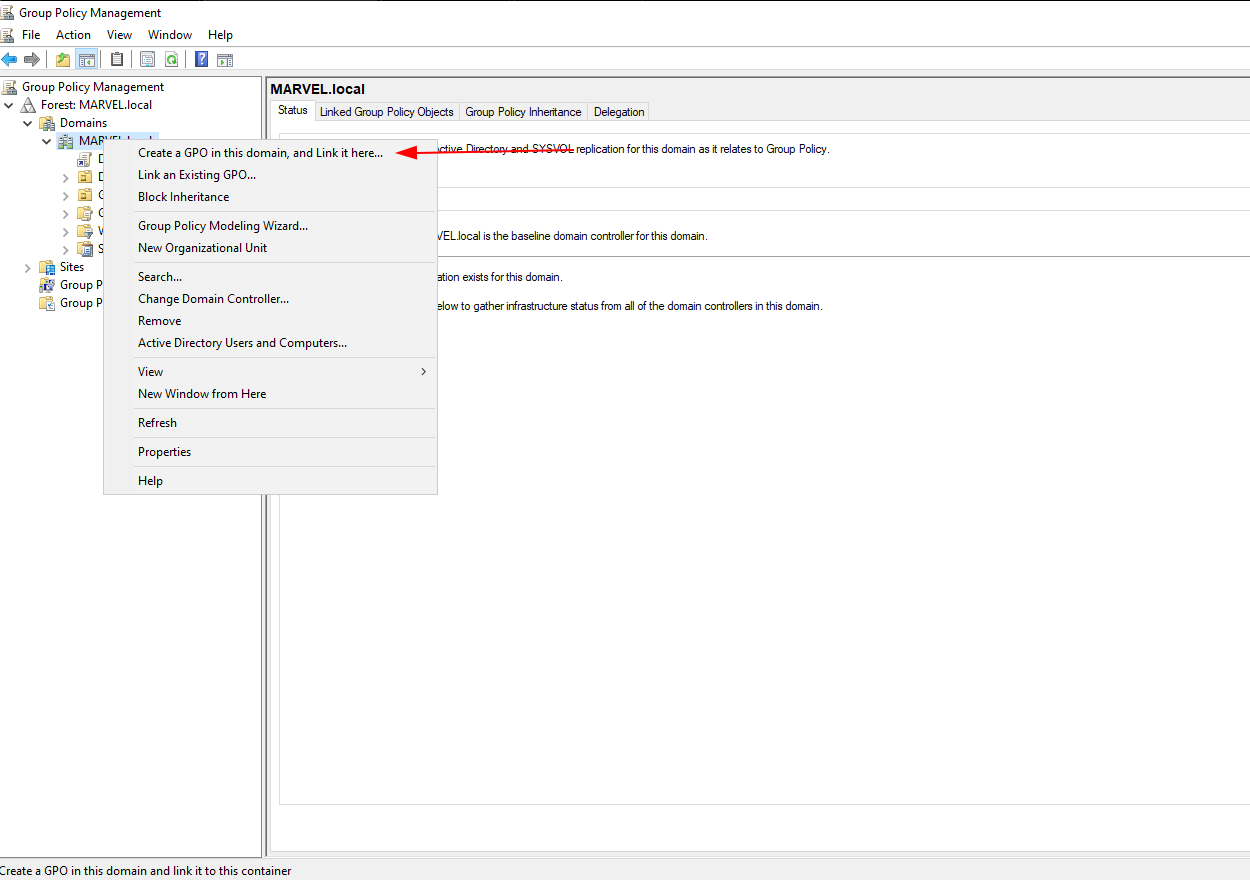 Group Policy Management
File Action View Window Help
Group Policy Management
Forest: MARVEL.local
Domains
Sites
Group P
Group P
Create a GPO in this domain, and Link it here...
Link an Existing GPO...
Block Inheritance
Group Policy Modeling Wizard...
New Organizational Unit
Search...
Change Domain Controller...
Remove
Active Directory Users and Computers...
View
New Window from Here
Refresh
Properties
Help
MARVEL.local
Status Linked Group Policy Objects Group Policy Inheritance Delegation
ctive Directory and SYSVOL replication for this domain as it relates to Group Policy.
VEL.local is the baseline domain controller for this domain.
ation exists for this domain.
elow to gather infrastructure status from all of the domain controllers in this domain.
Create a GPO in this domain and link it to this container